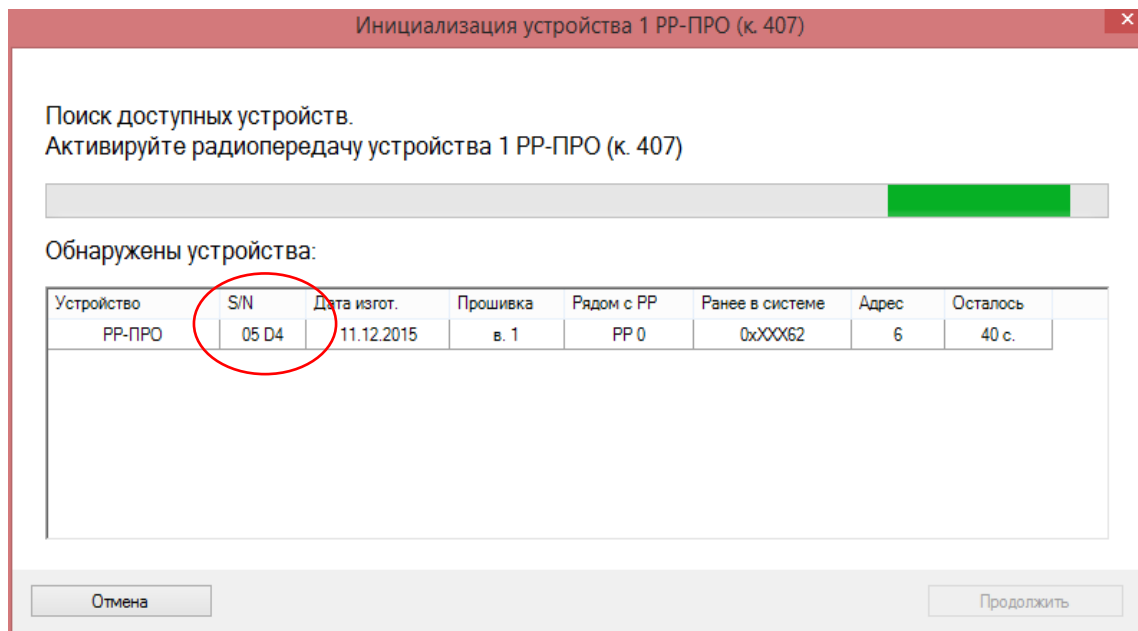 Инициализация устройства 1 РР-ПРО (к. 407)
Поиск доступных устройств.
Активируйте радиопередачу устройства 1 РР-ПРО (к. 407)
Обнаружены устройства:
Устройство S/N Дата изгот. Прошивка Рядом с РР Ранее в системе Адрес Осталось
РР-ПРО 05 D4 11.12.2015 в. 1 РР 0 0xXXX62 6 40 с.
Отмена Продолжить